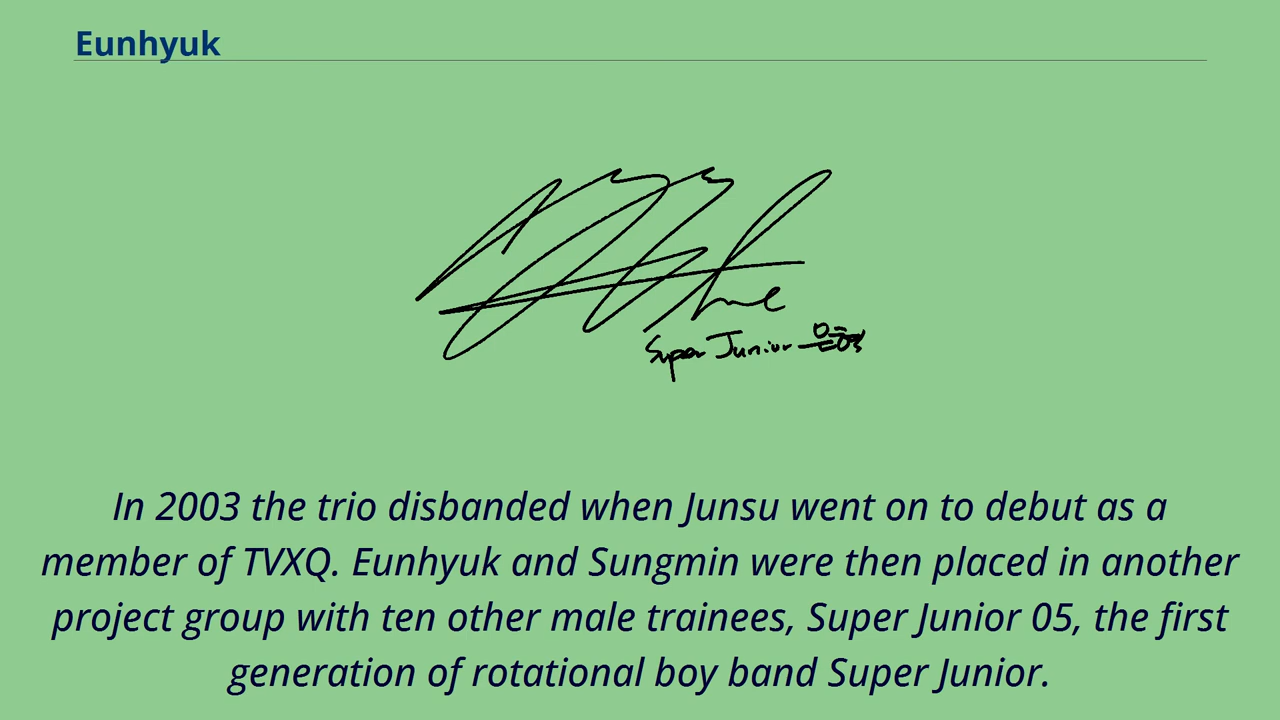 Eunhyuk
Super Junior 은혁
In 2003 the trio disbanded when Junsu went on to debut as a
member of TVXQ. Eunhyuk and Sungmin were then placed in another
project group with ten other male trainees, Super Junior 05, the first
generation of rotational boy band Super Junior.